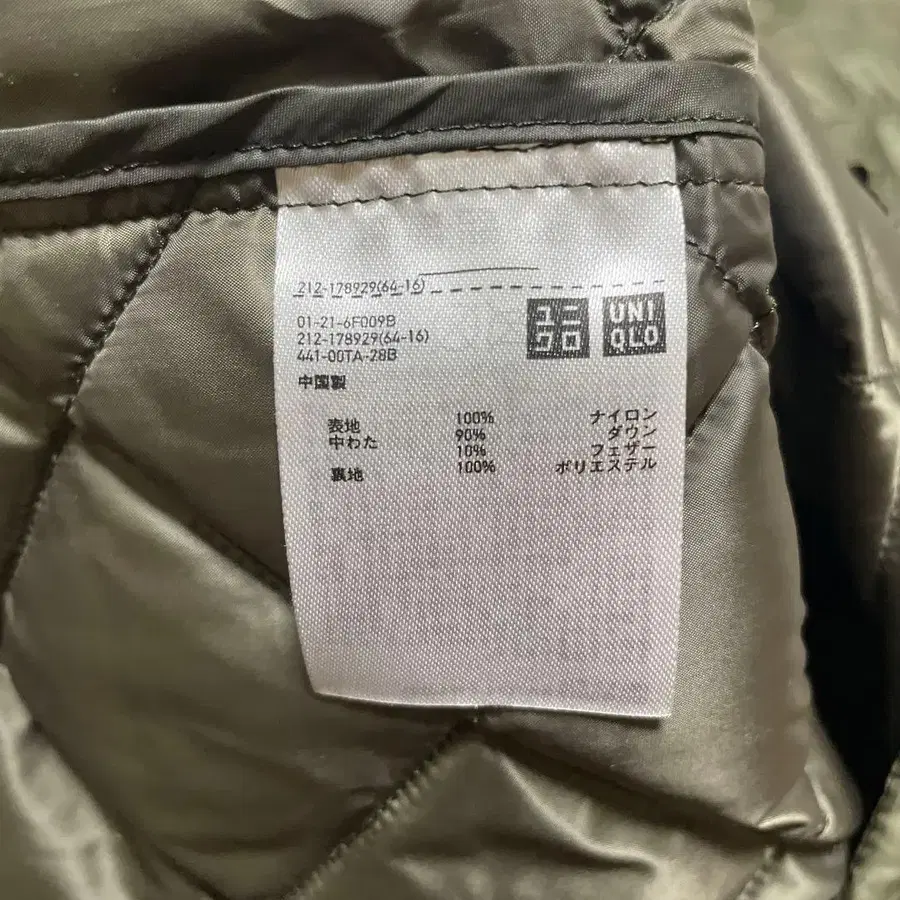 212-178929(64-16)
01-21-6F009B
212-178929(64-16)
441-00TA-28B
ユニクロ
UNIQLO
中国製
表地 100% ナイロン
中わた 90% ダウン
10% フェザー
裏地 100% ポリエステル